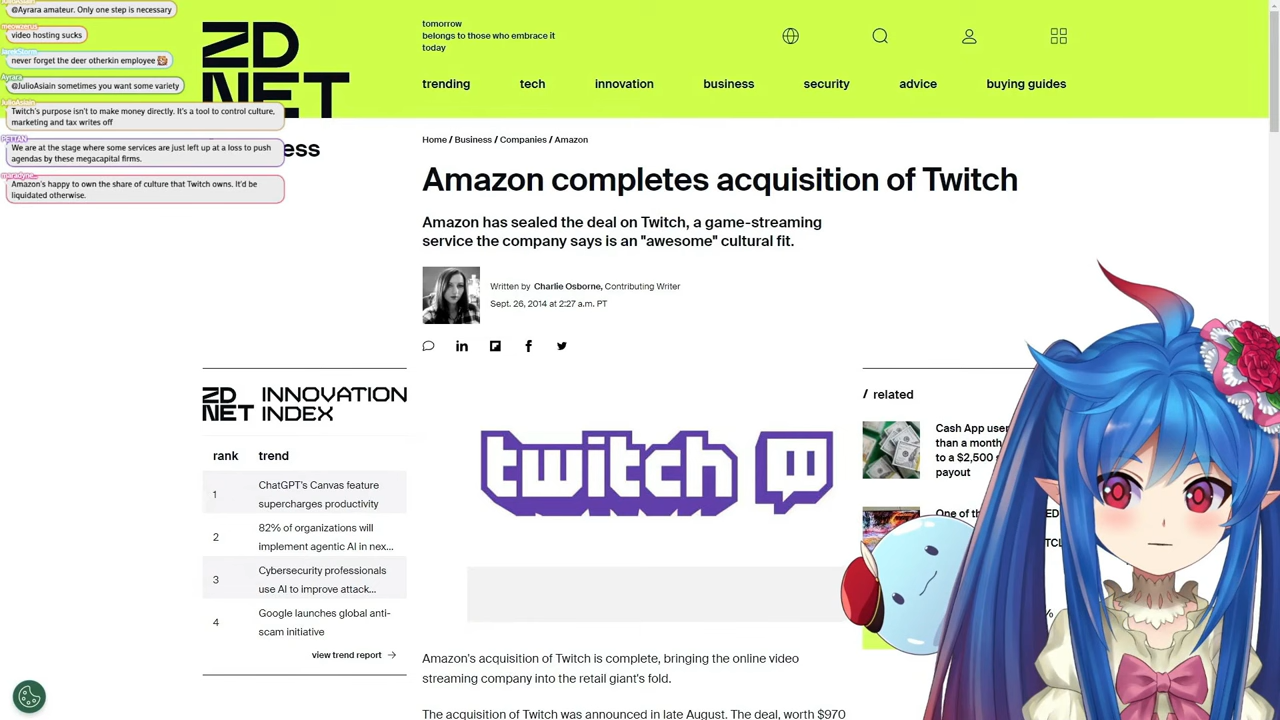 @Ayrara amateur. Only one step is necessary
video hosting sucks
never forget the deer otherkin employee
Ayrara
@JulioAsiain sometimes you want some variety
JulioAsiain
Twitch's purpose isn't to make money directly. It's a tool to control culture,
marketing and tax writes off
We are at the stage where some services are just left up at a loss to push
agendas by these megacapital firms.
Amazon's happy to own the share of culture that Twitch owns. It'd be
liquidated otherwise.
ZD
NET
tomorrow
belongs to those who embrace it
today
trending
tech
innovation
business
security
advice
buying guides
ess
Home / Business / Companies / Amazon
Amazon completes acquisition of Twitch
Amazon has sealed the deal on Twitch, a game-streaming
service the company says is an "awesome" cultural fit.
Written by Charlie Osborne, Contributing Writer
Sept. 26, 2014 at 2:27 a.m. PT
ZD
NET
INNOVATION
INDEX
rank trend
1 ChatGPT's Canvas feature
supercharges productivity
2 82% of organizations will
implement agentic AI in nex...
3 Cybersecurity professionals
use AI to improve attack...
4 Google launches global anti-
scam initiative
view trend report
twitch
/ related
Cash App user
than a month
to a $2,500
payout
One of th
Amazon's acquisition of Twitch is complete, bringing the online video
streaming company into the retail giant's fold.
The acquisition of Twitch was announced in late August. The deal, worth $970